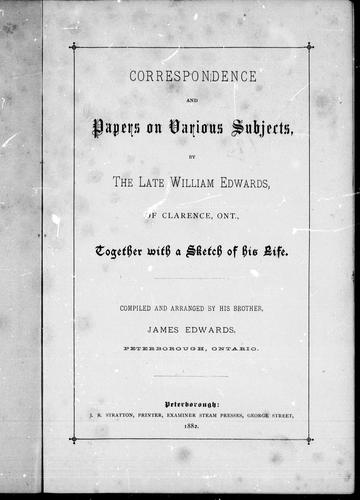 CORRESPONDENCE
AND
Papers on Various Subjects,
BY
THE LATE WILLIAM EDWARDS,
OF CLARENCE, ONT.,
Together with a Sketch of his Life.
COMPILED AND ARRANGED BY HIS BROTHER,
JAMES EDWARDS,
PETERBOROUGH, ONTARIO.
Peterborough:
J. R. STRATTON, PRINTER, EXAMINER STEAM PRESSES, GEORGE STREET,
1882.